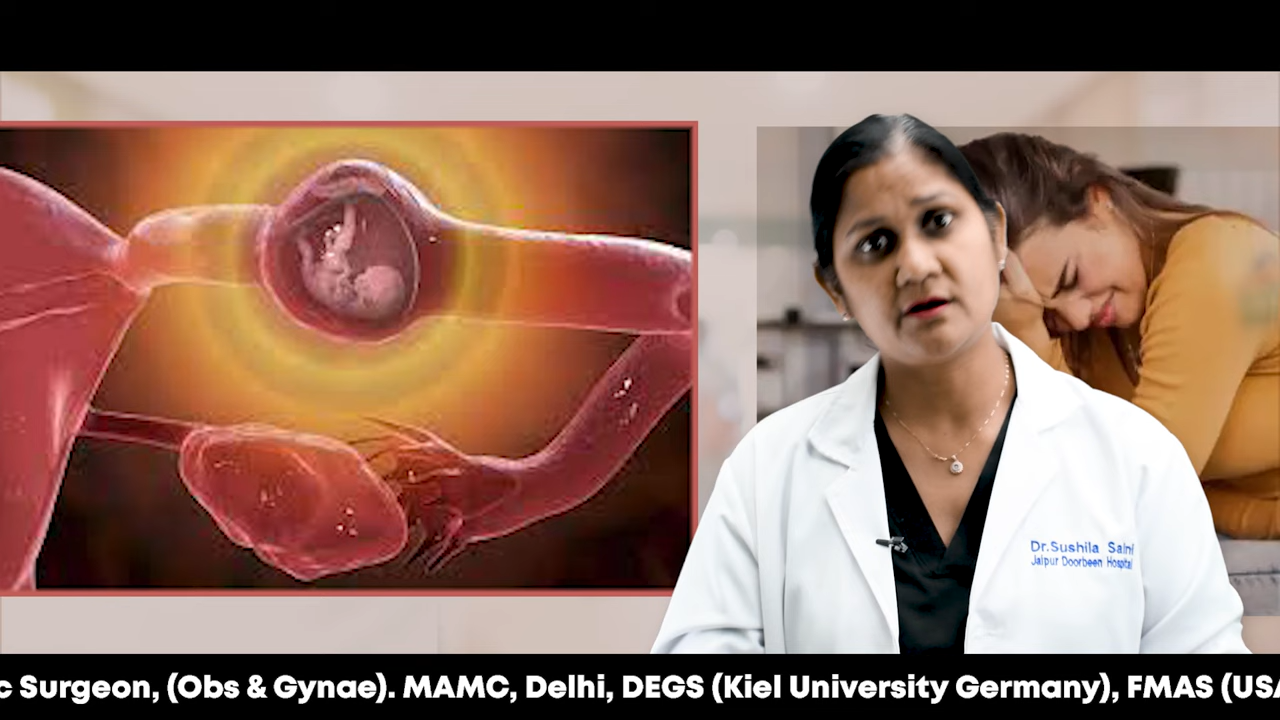 Dr.Sushila Saini
Jaipur Doorbeen Hospital
c Surgeon, (Obs & Gynae). MAMC, Delhi, DEGS (Kiel University Germany), FMAS (USA